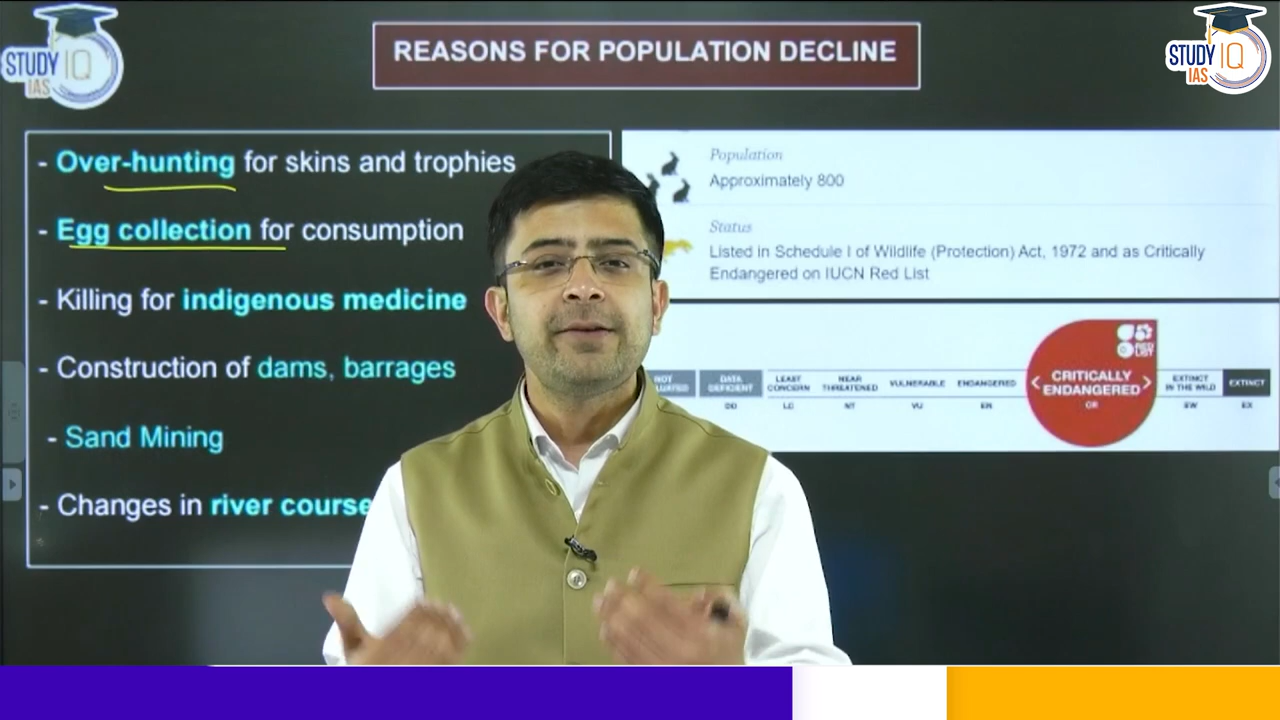 STUDY IQ
IAS
REASONS FOR POPULATION DECLINE
STUDY IQ
IAS
- Over-hunting for skins and trophies
- Egg collection for consumption
- Killing for indigenous medicine
- Construction of dams, barrages
- Sand Mining
- Changes in river course
Population
Approximately 800
Status
Listed in Schedule I of Wildlife (Protection) Act, 1972 and as Critically
Endangered on IUCN Red List
RED
LIST
NOT
DATA
DEFICIENT
LEAST
CONCERN
NEAR
THREATENED
VULNERABLE
ENDANGERED
< CRITICALLY >
ENDANGERED
EXTINCT
IN THE WILD
EXTINCT
DD
LC
NT
VU
EN
CR
EW
EX